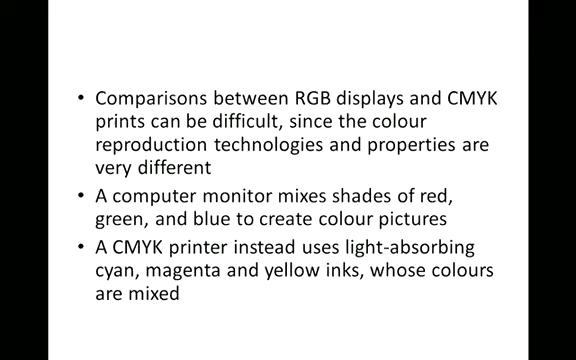 • Comparisons between RGB displays and CMYK
prints can be difficult, since the colour
reproduction technologies and properties are
very different
• A computer monitor mixes shades of red,
green, and blue to create colour pictures
• A CMYK printer instead uses light-absorbing
cyan, magenta and yellow inks, whose colours
are mixed